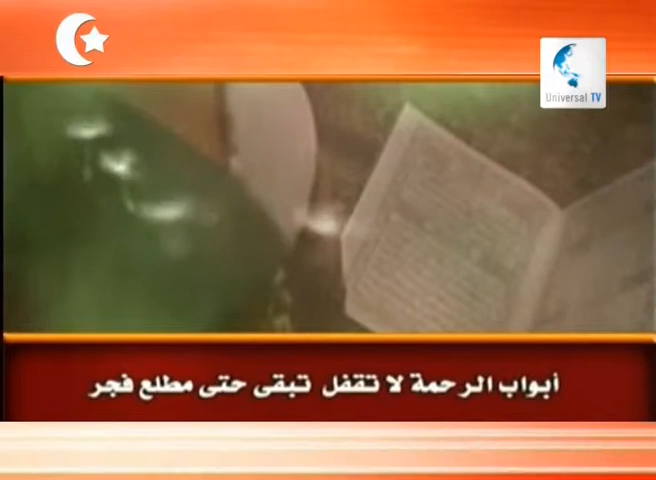 Universal TV
أبواب الرحمة لا تقفل تبقى حتى مطلع فجر